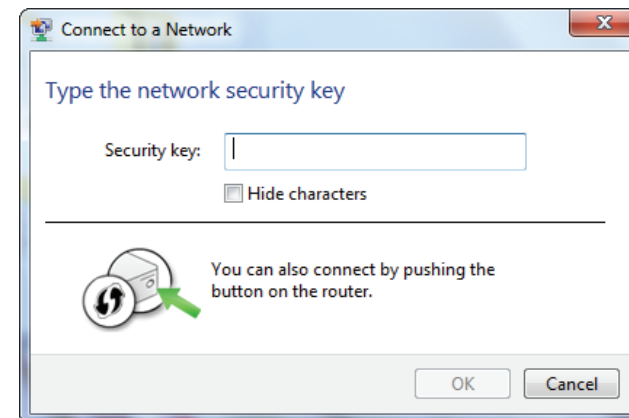 Connect to a Network
Type the network security key
Security key:
Hide characters
You can also connect by pushing the
button on the router.
OK
Cancel